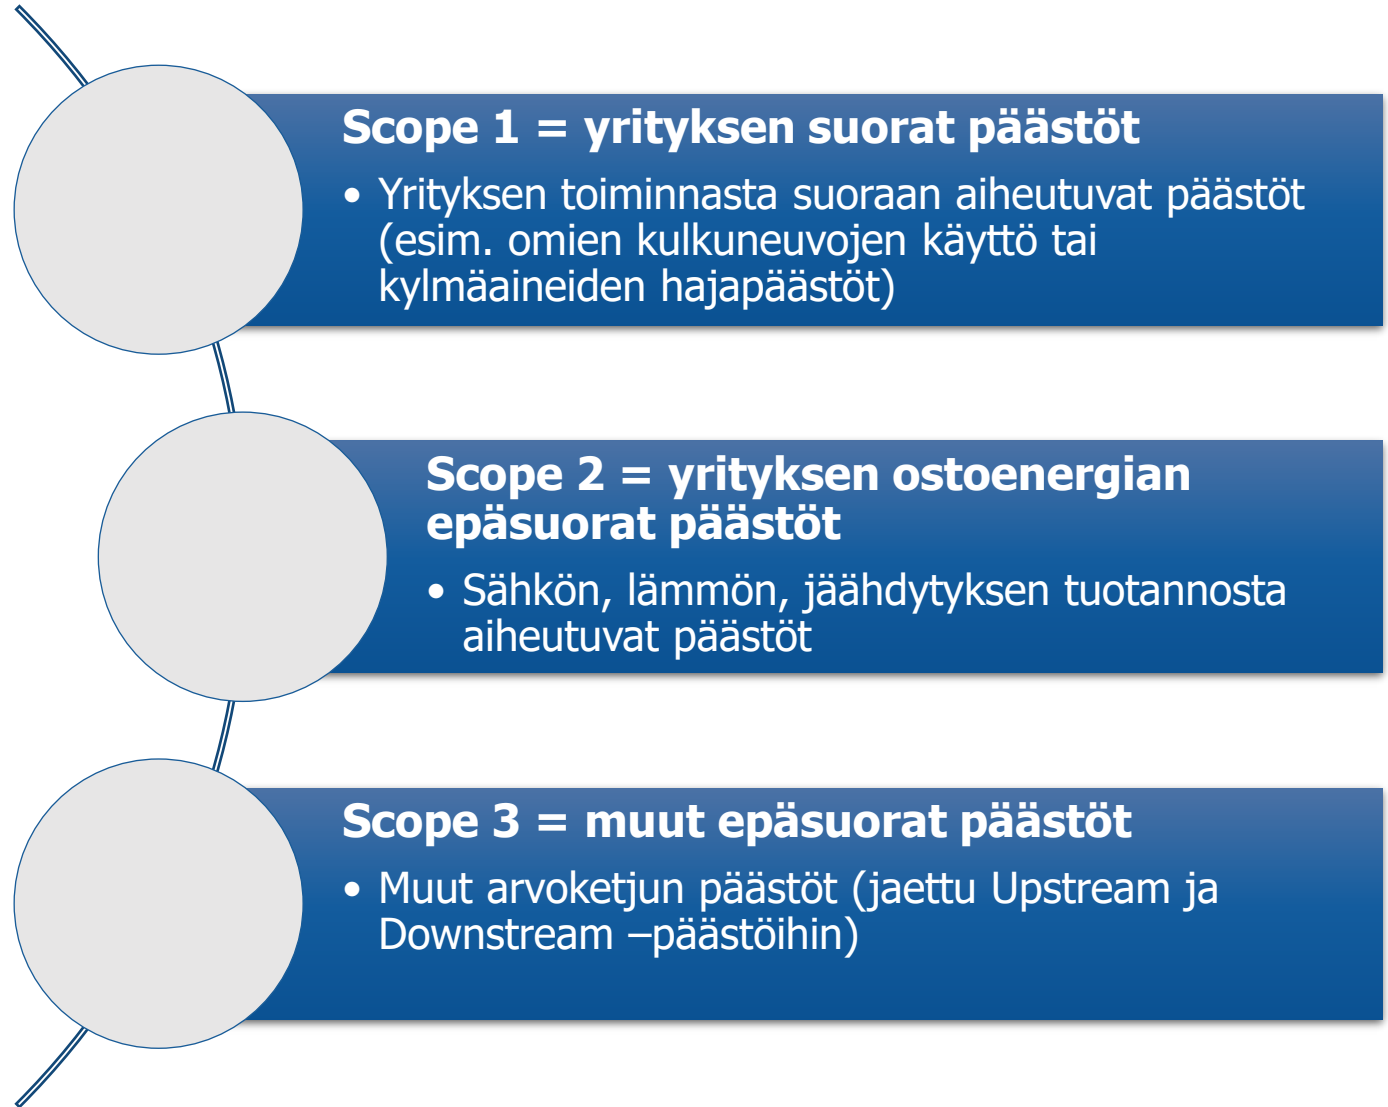 Scope 1 = yrityksen suorat päästöt
• Yrityksen toiminnasta suoraan aiheutuvat päästöt
(esim. omien kulkuneuvojen käyttö tai
kylmäaineiden hajapäästöt)
Scope 2 = yrityksen ostoenergian
epäsuorat päästöt
• Sähkön, lämmön, jäähdytyksen tuotannosta
aiheutuvat päästöt
Scope 3 = muut epäsuorat päästöt
• Muut arvoketjun päästöt (jaettu Upstream ja
Downstream –päästöihin)